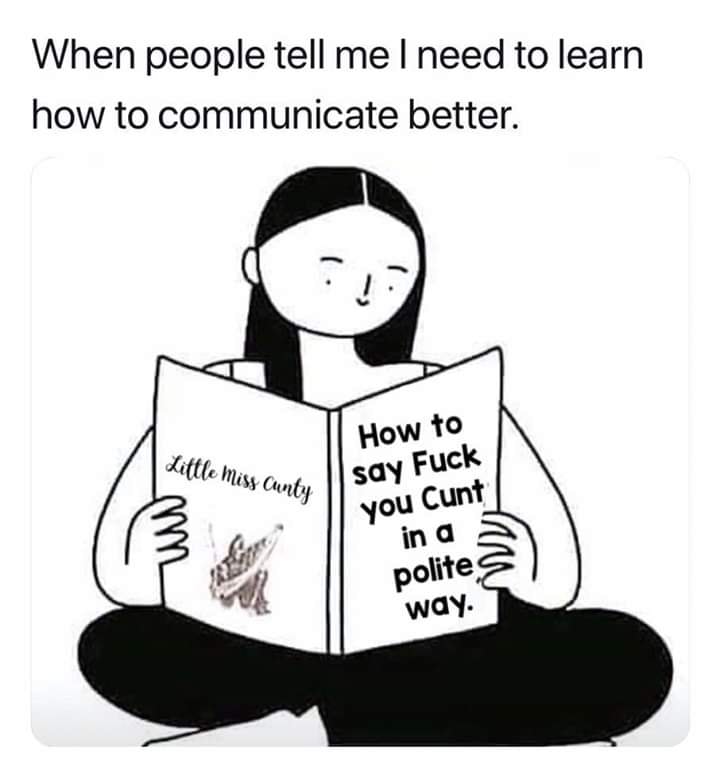 When people tell me I need to learn
how to communicate better.
Little Miss Cunty
How to
say Fuck
you Cunt
in a
polite
way.